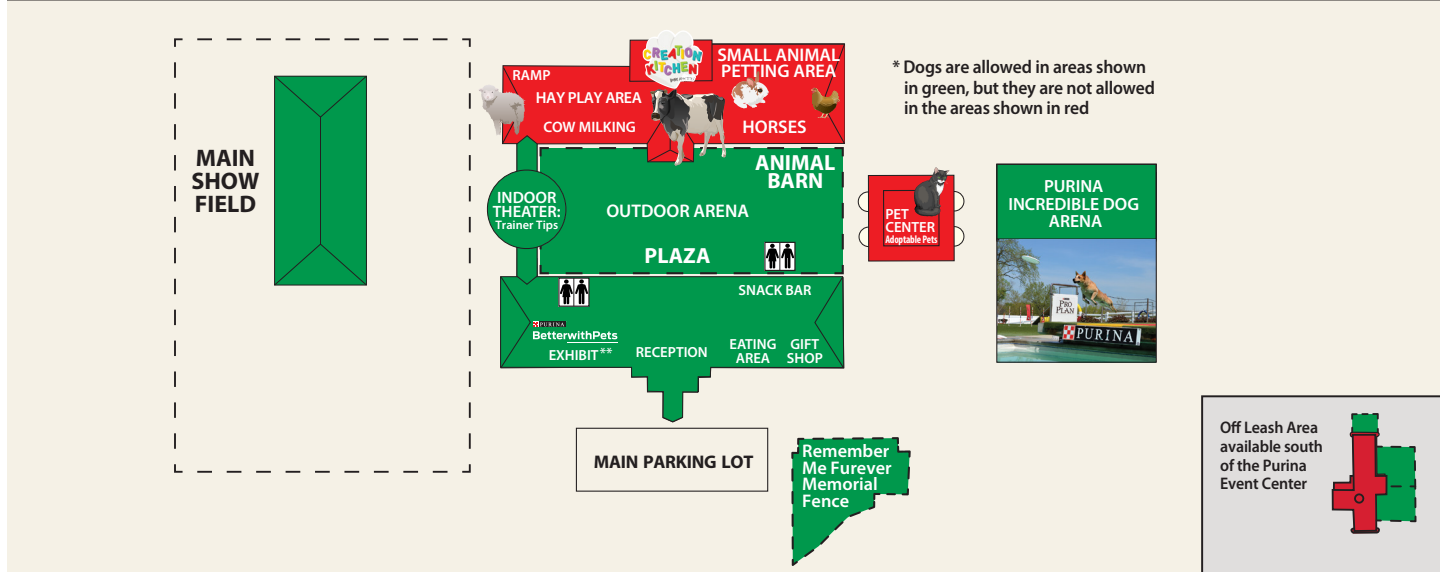 MAIN
SHOW
FIELD
RAMP
HAY PLAY AREA
COW MILKING
CREATION
KITCHEN
SMALL ANIMAL
PETTING AREA
HORSES
* Dogs are allowed in areas shown
in green, but they are not allowed
in the areas shown in red
ANIMAL
BARN
INDOOR
THEATER:
Trainer Tips
OUTDOOR ARENA
PLAZA
PET
CENTER
Adoptable Pets
PURINA
INCREDIBLE DOG
ARENA
PRO
PLAN
PURINA
SNACK BAR
PURINA
BetterwithPets
EXHIBIT**
RECEPTION
EATING
AREA
GIFT
SHOP
MAIN PARKING LOT
Remember
Me Furever
Memorial
Fence
Off Leash Area
available south
of the Purina
Event Center